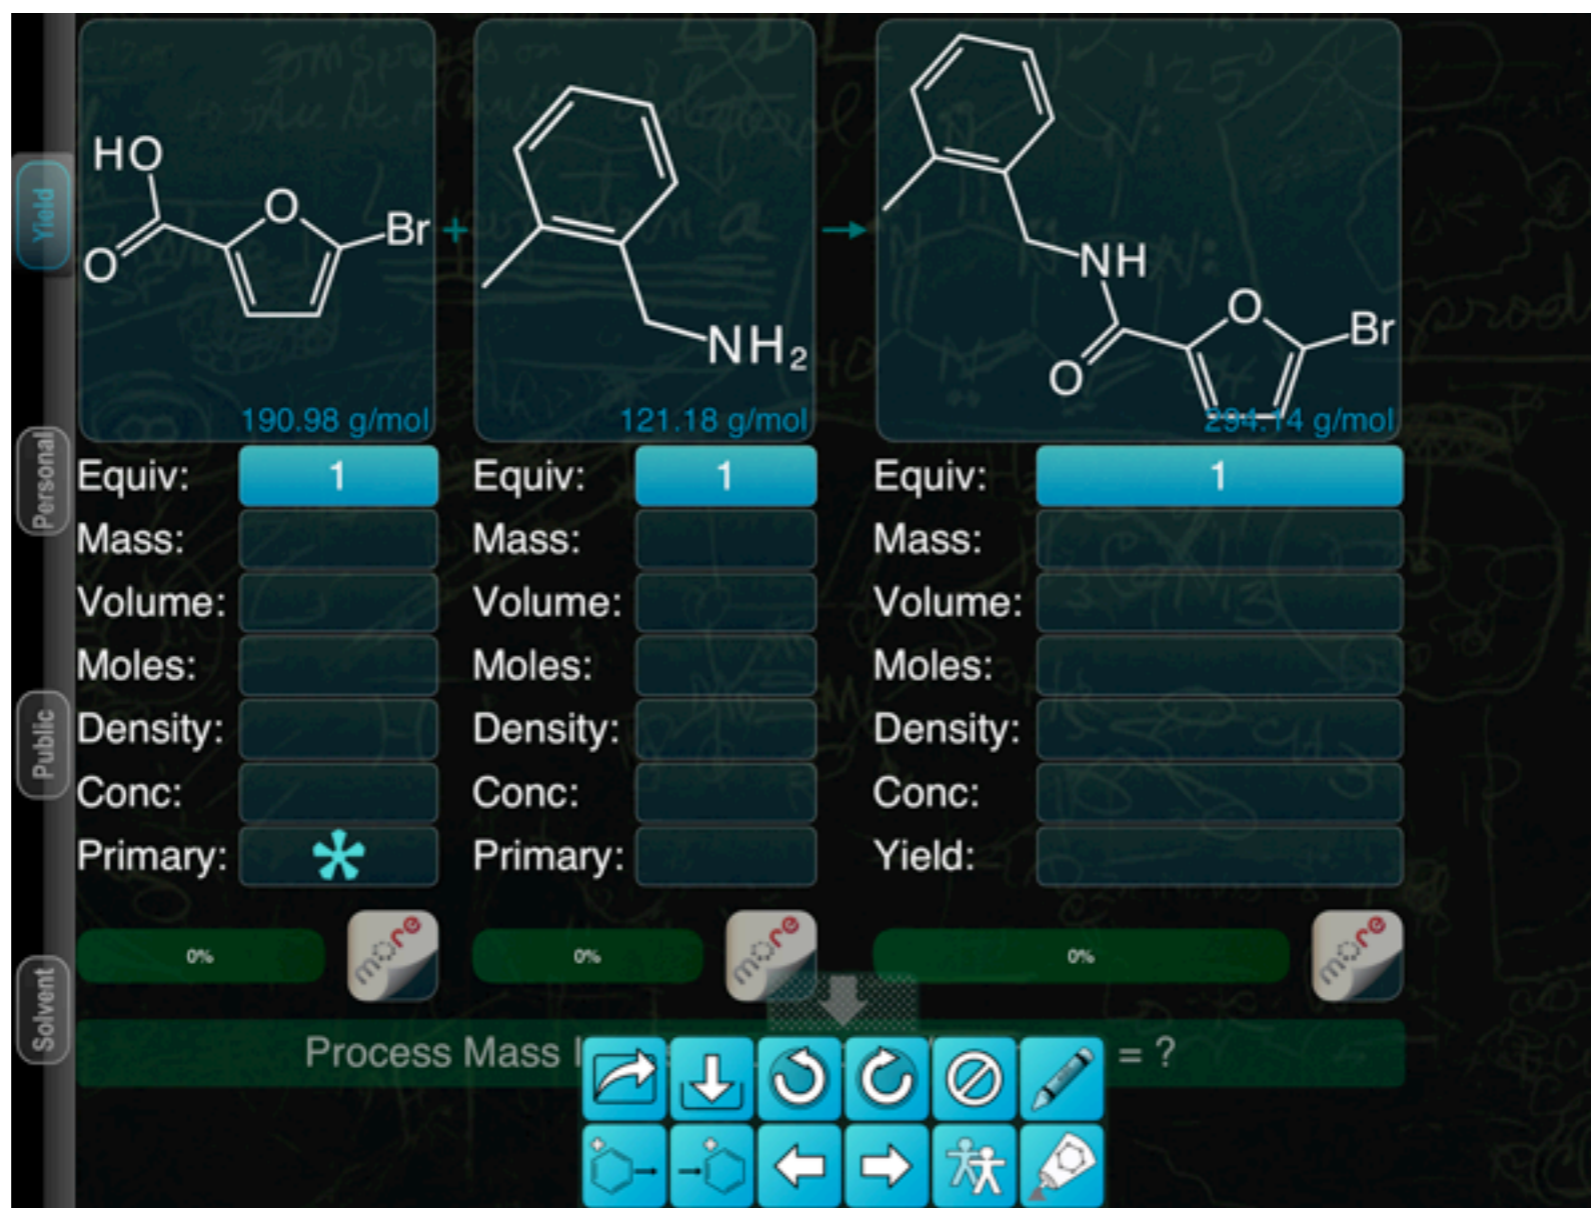 HO
O
O
Br
+
NH2
→
NH
O
O
Br
190.98 g/mol
121.18 g/mol
294.14 g/mol
Yield
Personal
Public
Solvent
Equiv: 1 Equiv: 1 Equiv: 1
Mass: Mass: Mass:
Volume: Volume: Volume:
Moles: Moles: Moles:
Density: Density: Density:
Conc: Conc: Conc:
Primary: * Primary: Yield:
0% more 0% more 0% more
Process Mass = ?